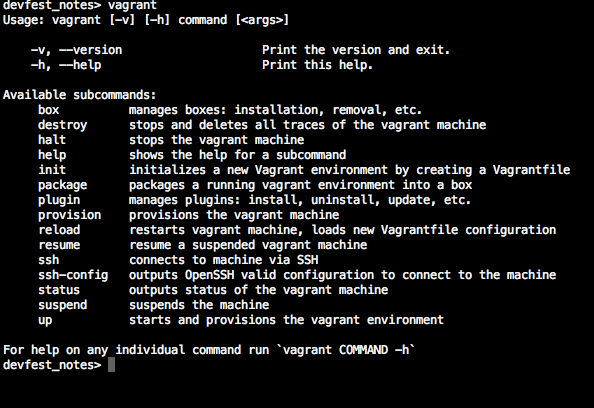 devfest_notes> vagrant
Usage: vagrant [-v] [-h] command [<args>]
-v, --version                    Print the version and exit.
-h, --help                       Print this help.
Available subcommands:
box          manages boxes: installation, removal, etc.
destroy      stops and deletes all traces of the vagrant machine
halt         stops the vagrant machine
help         shows the help for a subcommand
init         initializes a new Vagrant environment by creating a Vagrantfile
package      packages a running vagrant environment into a box
plugin       manages plugins: install, uninstall, update, etc.
provision    provisions the vagrant machine
reload       restarts vagrant machine, loads new Vagrantfile configuration
resume       resume a suspended vagrant machine
ssh          connects to machine via SSH
ssh-config   outputs OpenSSH valid configuration to connect to the machine
status       outputs status of the vagrant machine
suspend      suspends the machine
up           starts and provisions the vagrant environment
For help on any individual command run `vagrant COMMAND -h`
devfest_notes>